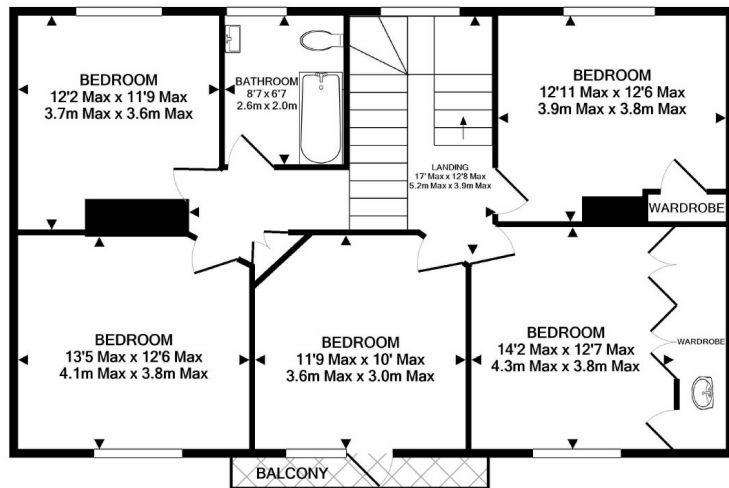 BEDROOM
12'2 Max x 11'9 Max
3.7m Max x 3.6m Max
BATHROOM
8'7 x 6'7
2.6m x 2.0m
BEDROOM
12'11 Max x 12'6 Max
3.9m Max x 3.8m Max
LANDING
17' Max x 12'8 Max
5.2m Max x 3.9m Max
WARDROBE
BEDROOM
13'5 Max x 12'6 Max
4.1m Max x 3.8m Max
BEDROOM
11'9 Max x 10' Max
3.6m Max x 3.0m Max
BEDROOM
14'2 Max x 12'7 Max
4.3m Max x 3.8m Max
WARDROBE
BALCONY